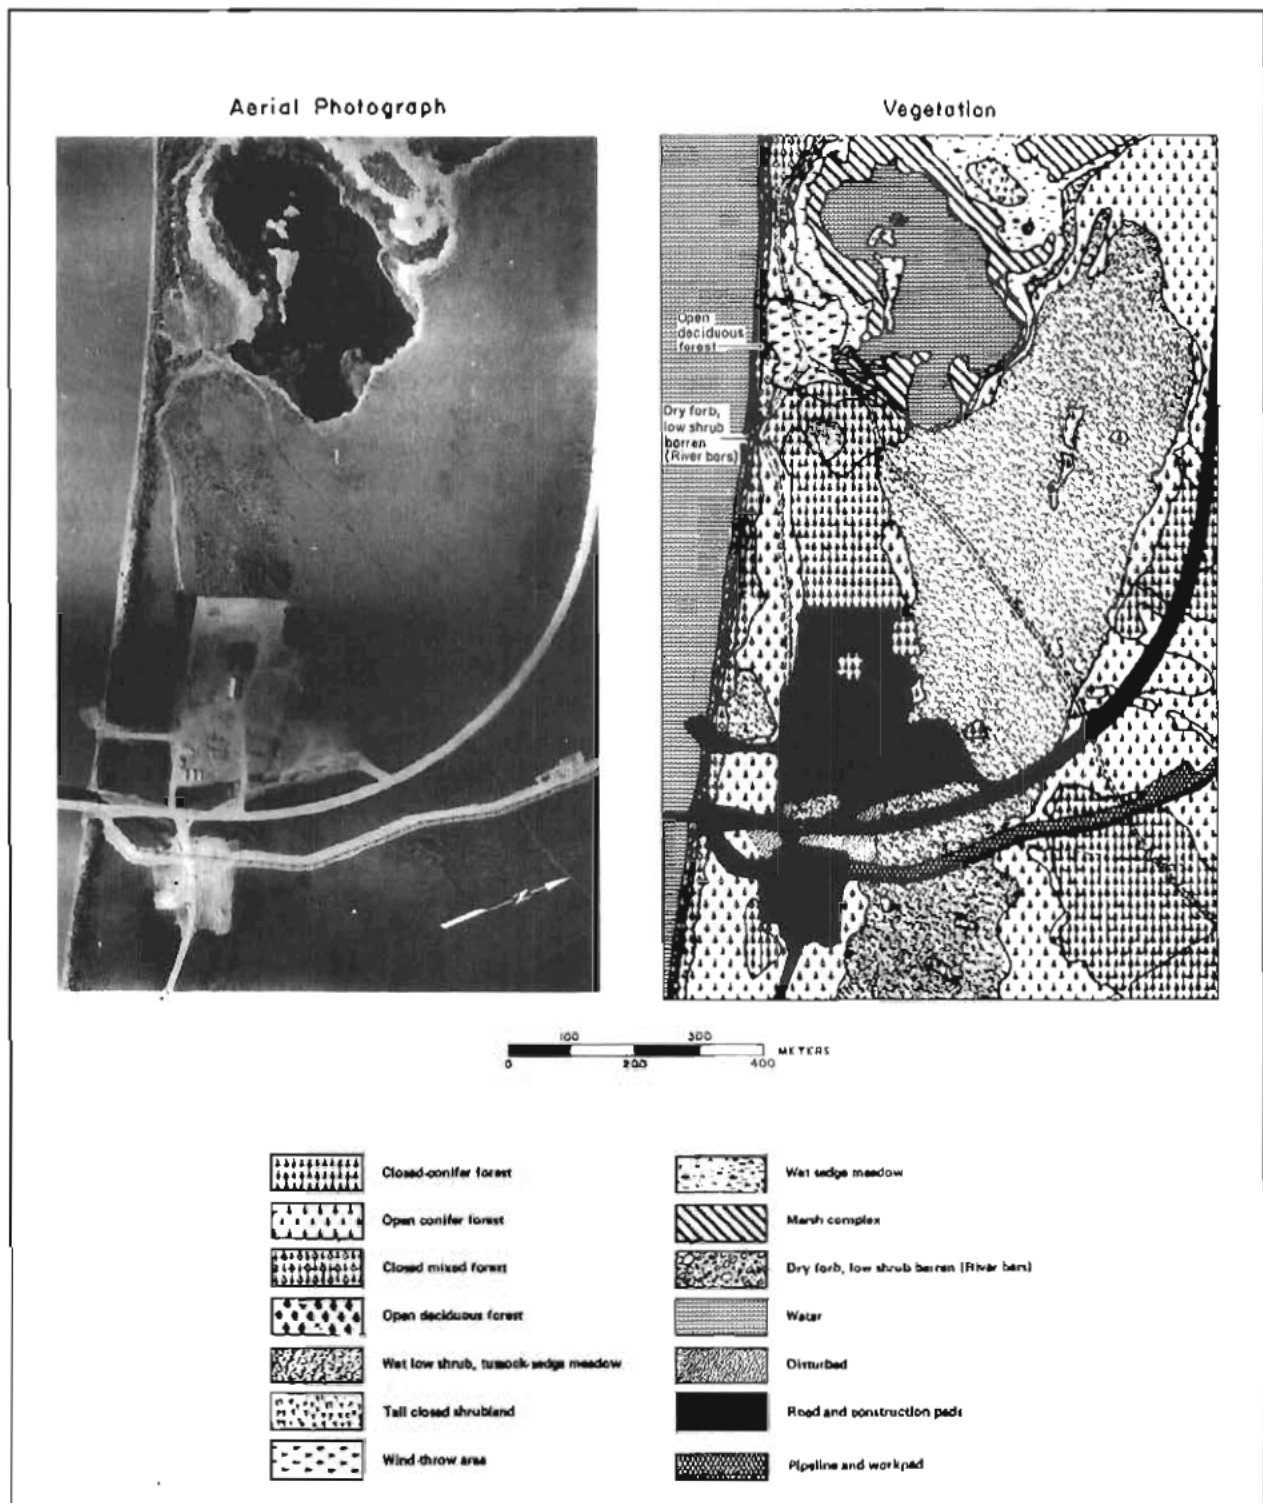 Aerial Photograph
Vegetation
Open
deciduous
forest
Dry forb,
low shrub
barren
(River bars)
N
100
300
METERS
0
200
400
Closed-conifer forest
Open conifer forest
Closed mixed forest
Open deciduous forest
Wet low shrub, tussock-sedge meadow
Tall closed shrubland
Wind-throw area
Wet sedge meadow
Marsh complex
Dry forb, low shrub barren (River bars)
Water
Disturbed
Road and construction pads
Pipeline and workpad